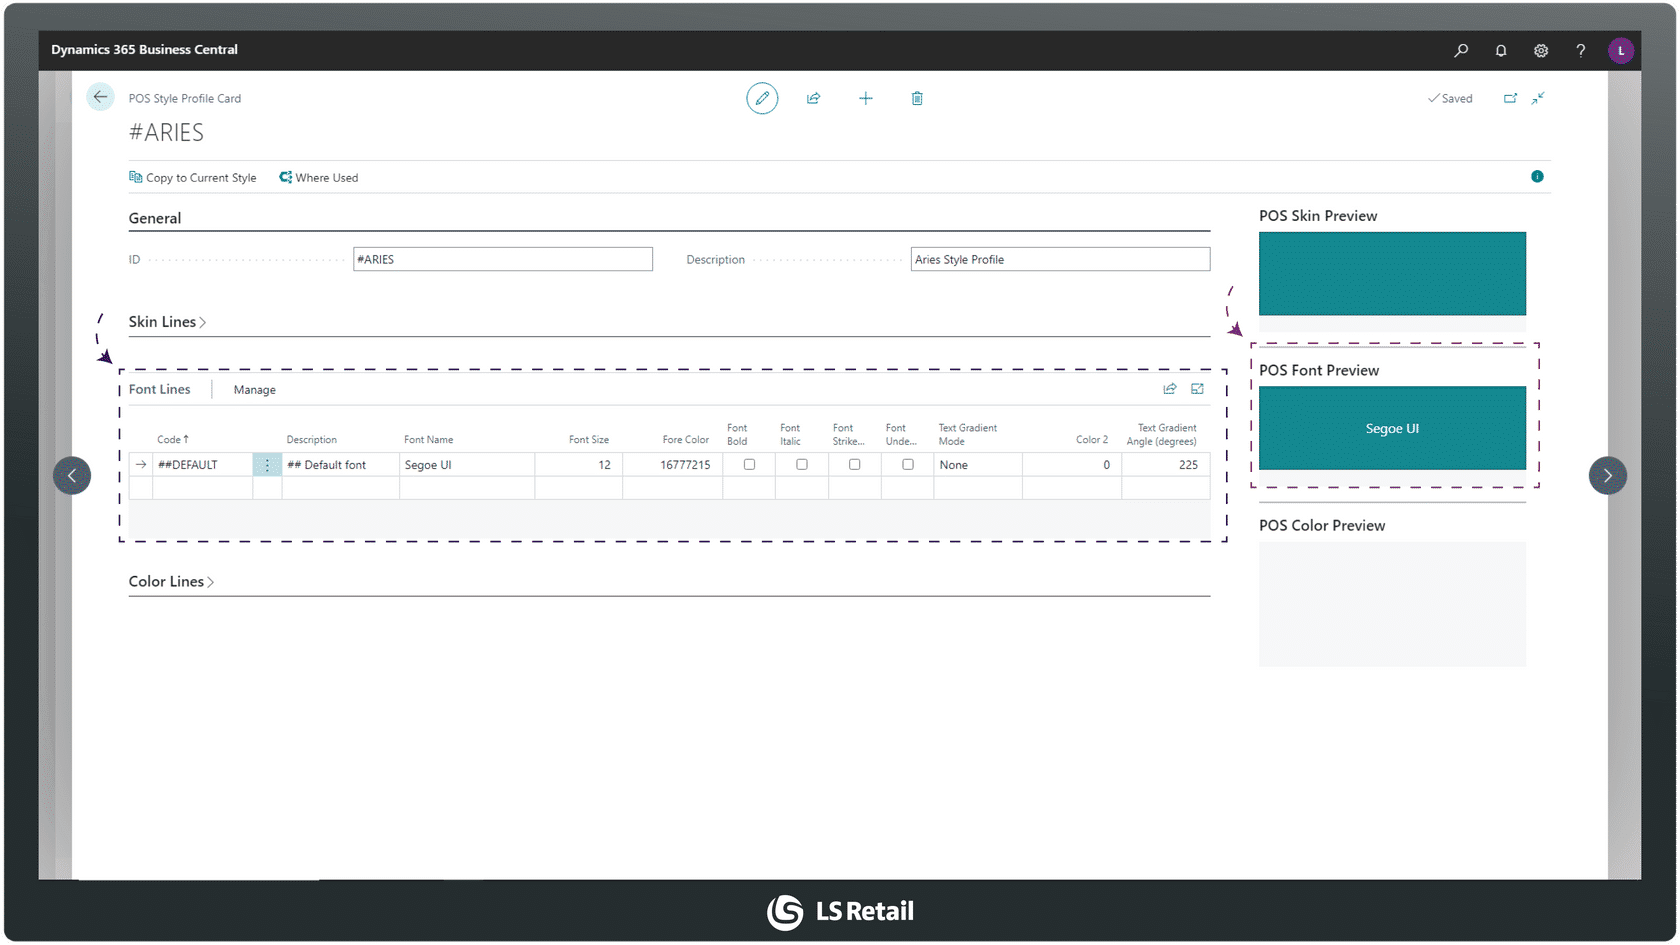 Dynamics 365 Business Central
?
L
POS Style Profile Card
Saved
#ARIES
Copy to Current Style
Where Used
General
POS Skin Preview
ID
#ARIES
Description
Aries Style Profile
Skin Lines
Font Lines
Manage
POS Font Preview
Segoe UI
Code ↑
Description
Font Name
Font Size
Fore Color
Font Bold
Font Italic
Font Strike...
Font Unde...
Text Gradient Mode
Color 2
Text Gradient Angle (degrees)
##DEFAULT
## Default font
Segoe UI
12
16777215
None
0
225
POS Color Preview
Color Lines
LS Retail